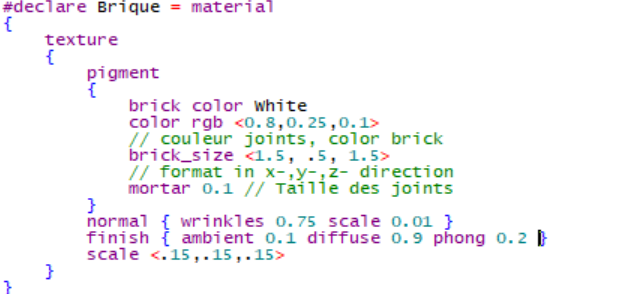 #declare Brique = material
{
texture
{
pigment
{
brick color White
color rgb <0.8,0.25,0.1>
// couleur joints, color brick
brick_size <1.5, .5, 1.5>
// format in x-,y-,z- direction
mortar 0.1 // Taille des joints
}
normal { wrinkles 0.75 scale 0.01 }
finish { ambient 0.1 diffuse 0.9 phong 0.2 }
scale <.15,.15,.15>
}
}